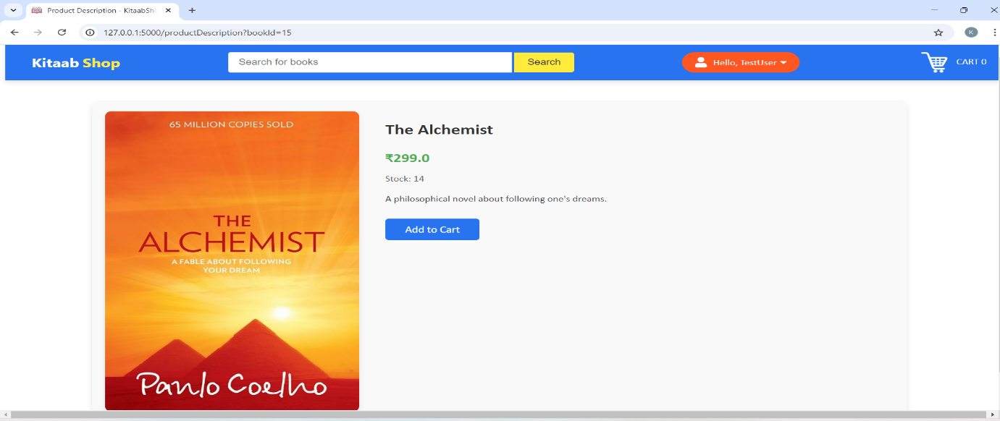 Product Description - KitaabSh
127.0.0.1:5000/productDescription?bookId=15
K
Kitaab Shop
Search for books
Search
Hello, TestUser
CART 0
65 MILLION COPIES SOLD
THE
ALCHEMIST
A FABLE ABOUT FOLLOWING
YOUR DREAM
Paulo Coelho
The Alchemist
₹299.0
Stock: 14
A philosophical novel about following one's dreams.
Add to Cart